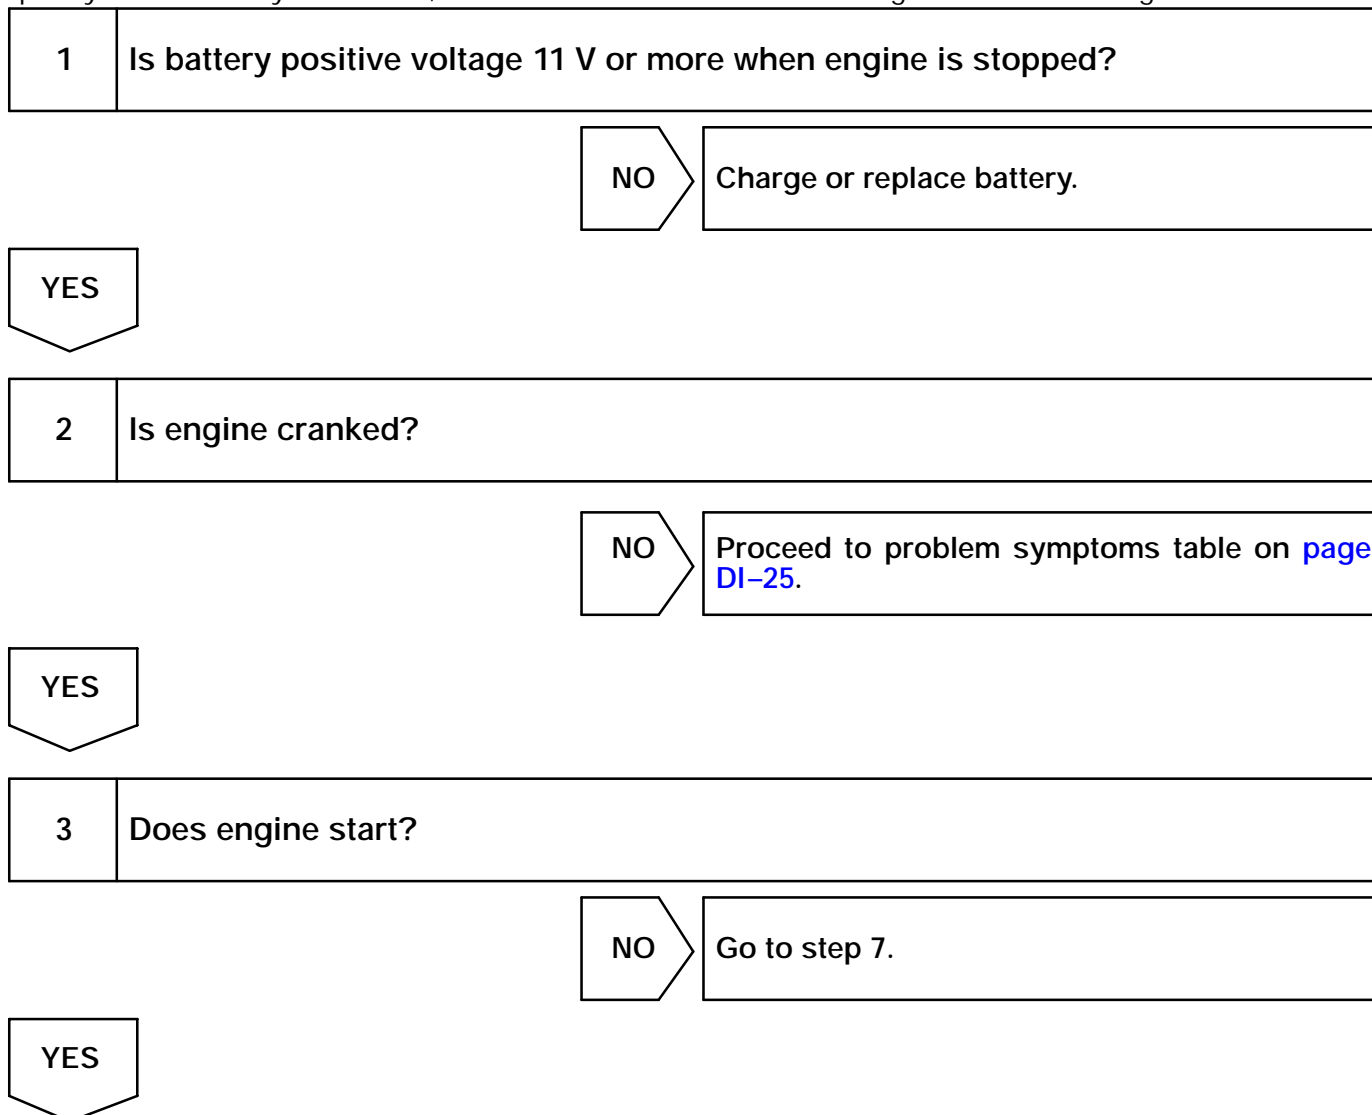 1 Is battery positive voltage 11 V or more when engine is stopped?
NO Charge or replace battery.
YES
2 Is engine cranked?
NO Proceed to problem symptoms table on page
DI–25.
YES
3 Does engine start?
NO Go to step 7.
YES